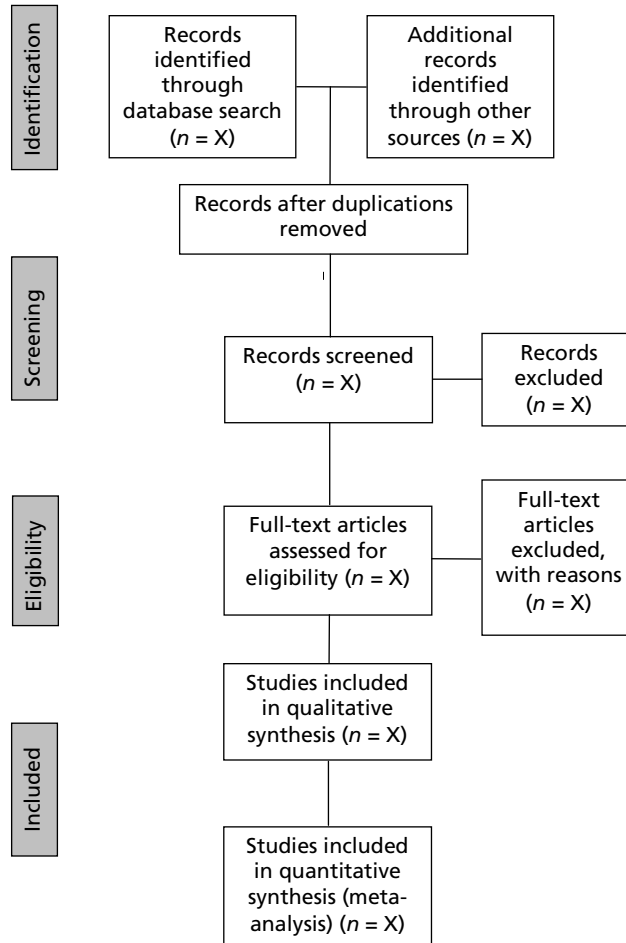 Identification
Records
identified
through
database search
(n = X)
Additional
records
identified
through other
sources (n = X)
Records after duplications
removed
Screening
Records screened
(n = X)
Records
excluded
(n = X)
Eligibility
Full-text articles
assessed for
eligibility (n = X)
Full-text
articles
excluded,
with reasons
(n = X)
Included
Studies included
in qualitative
synthesis (n = X)
Studies included
in quantitative
synthesis (meta-
analysis) (n = X)